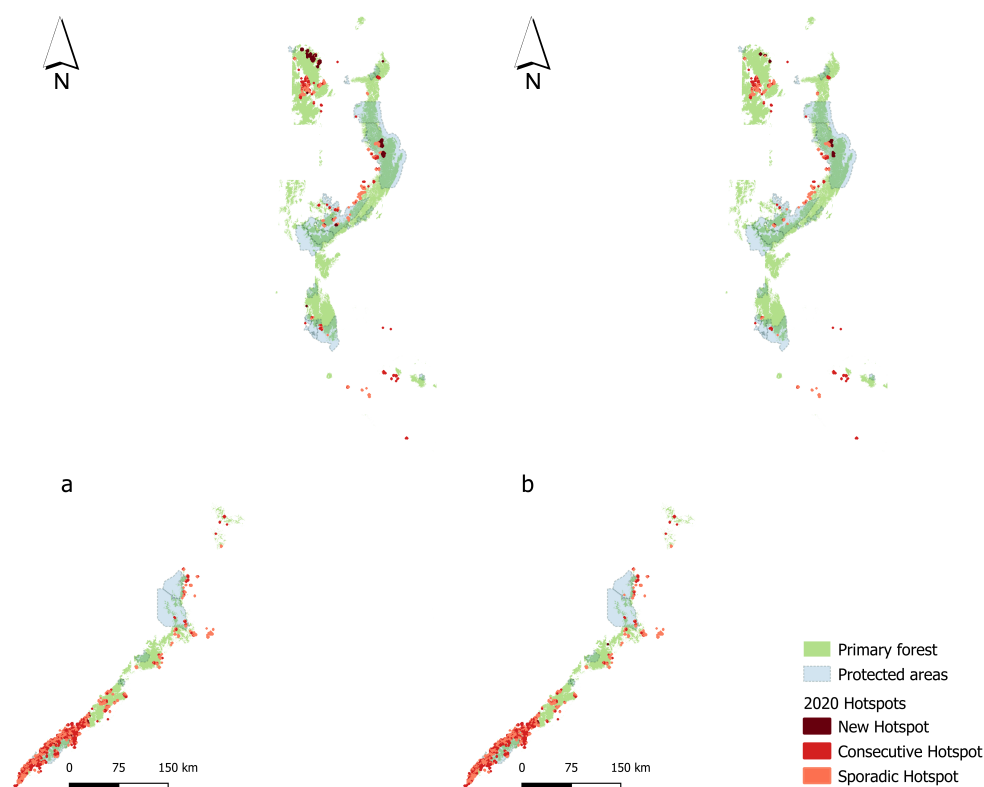 N
N
a
b
Primary forest
Protected areas
2020 Hotspots
New Hotspot
Consecutive Hotspot
Sporadic Hotspot
0 75 150 km
0 75 150 km